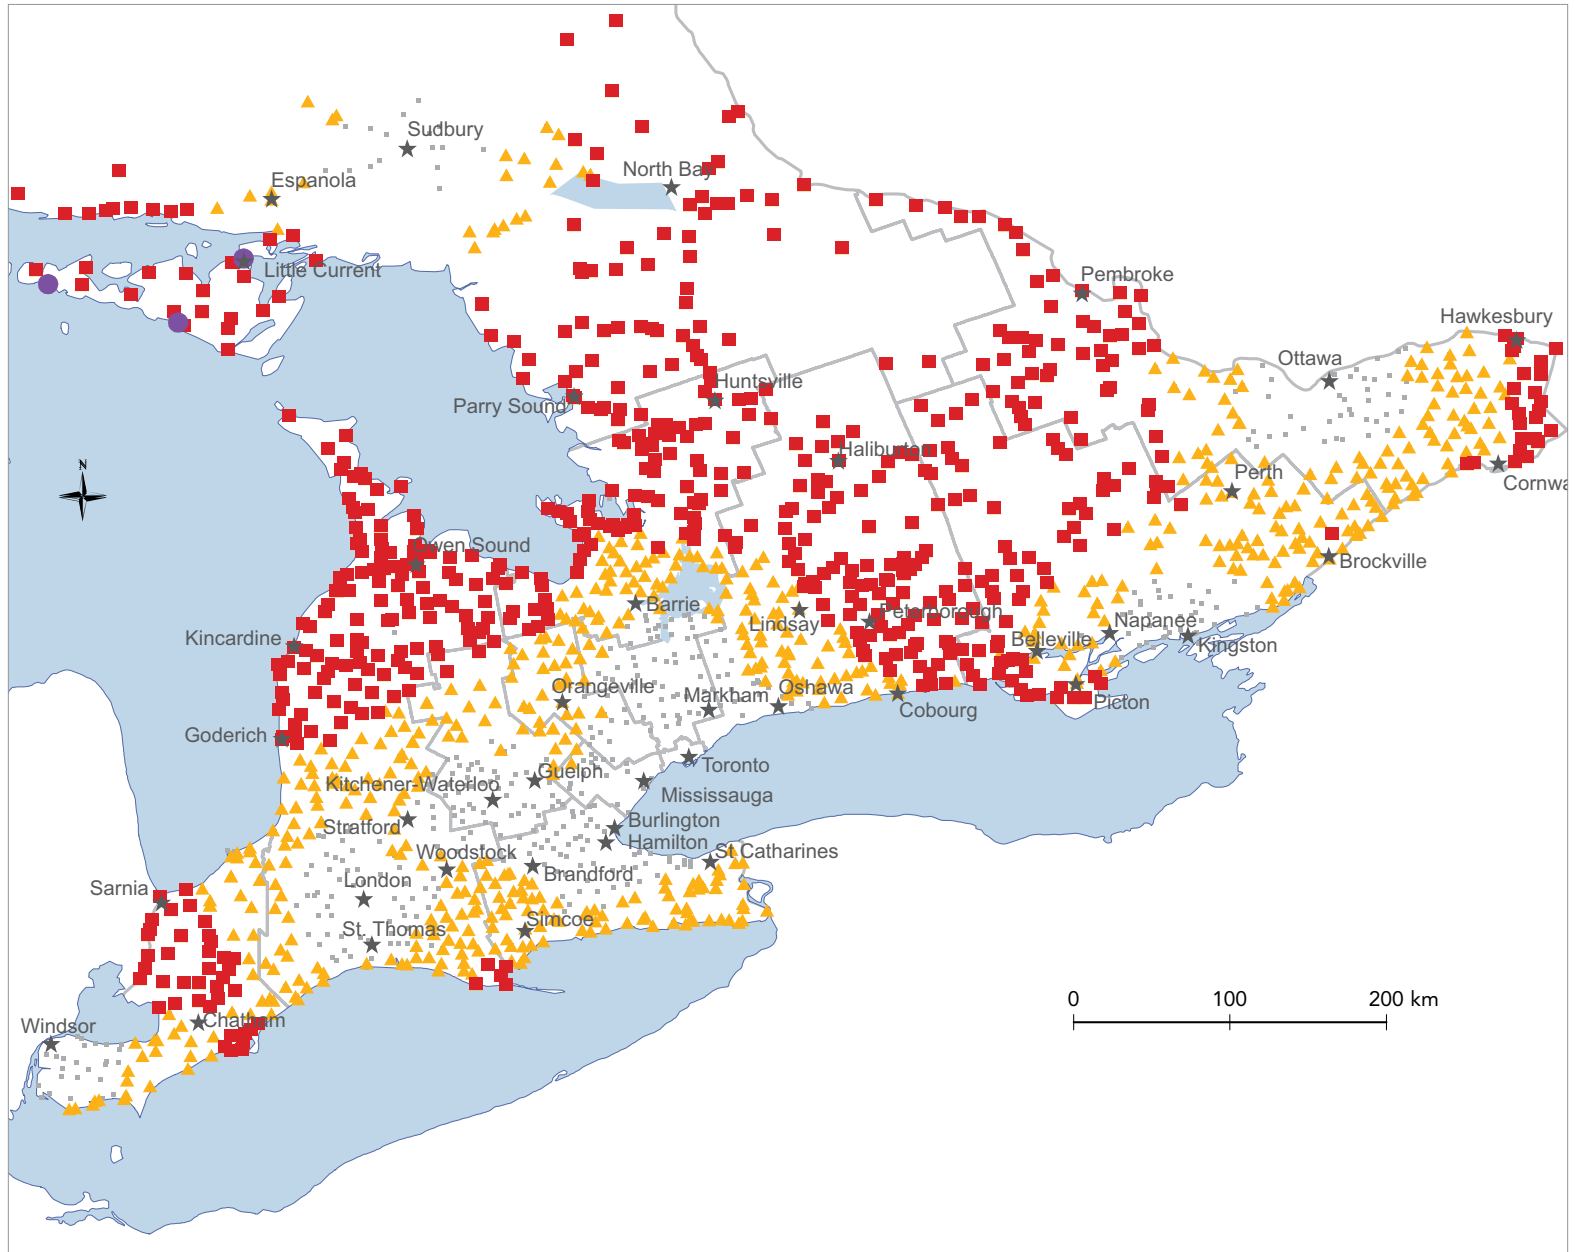 Sudbury
North Bay
Espanola
Little Current
Pembroke
Hawkesbury
Ottawa
Huntsville
Parry Sound
Haliburton
Perth
Cornwa
N
Owen Sound
Brockville
Barrie
Lindsay
Peterborough
Napanee
Kincardine
Belleville
Kingston
Orangeville
Markham
Oshawa
Cobourg
Picton
Goderich
Toronto
Guelph
Kitchener-Waterloo
Mississauga
Stratford
Burlington
Hamilton
Woodstock
St Catharines
Brandford
London
Sarnia
Simcoe
St. Thomas
0 100 200 km
Chatham
Windsor